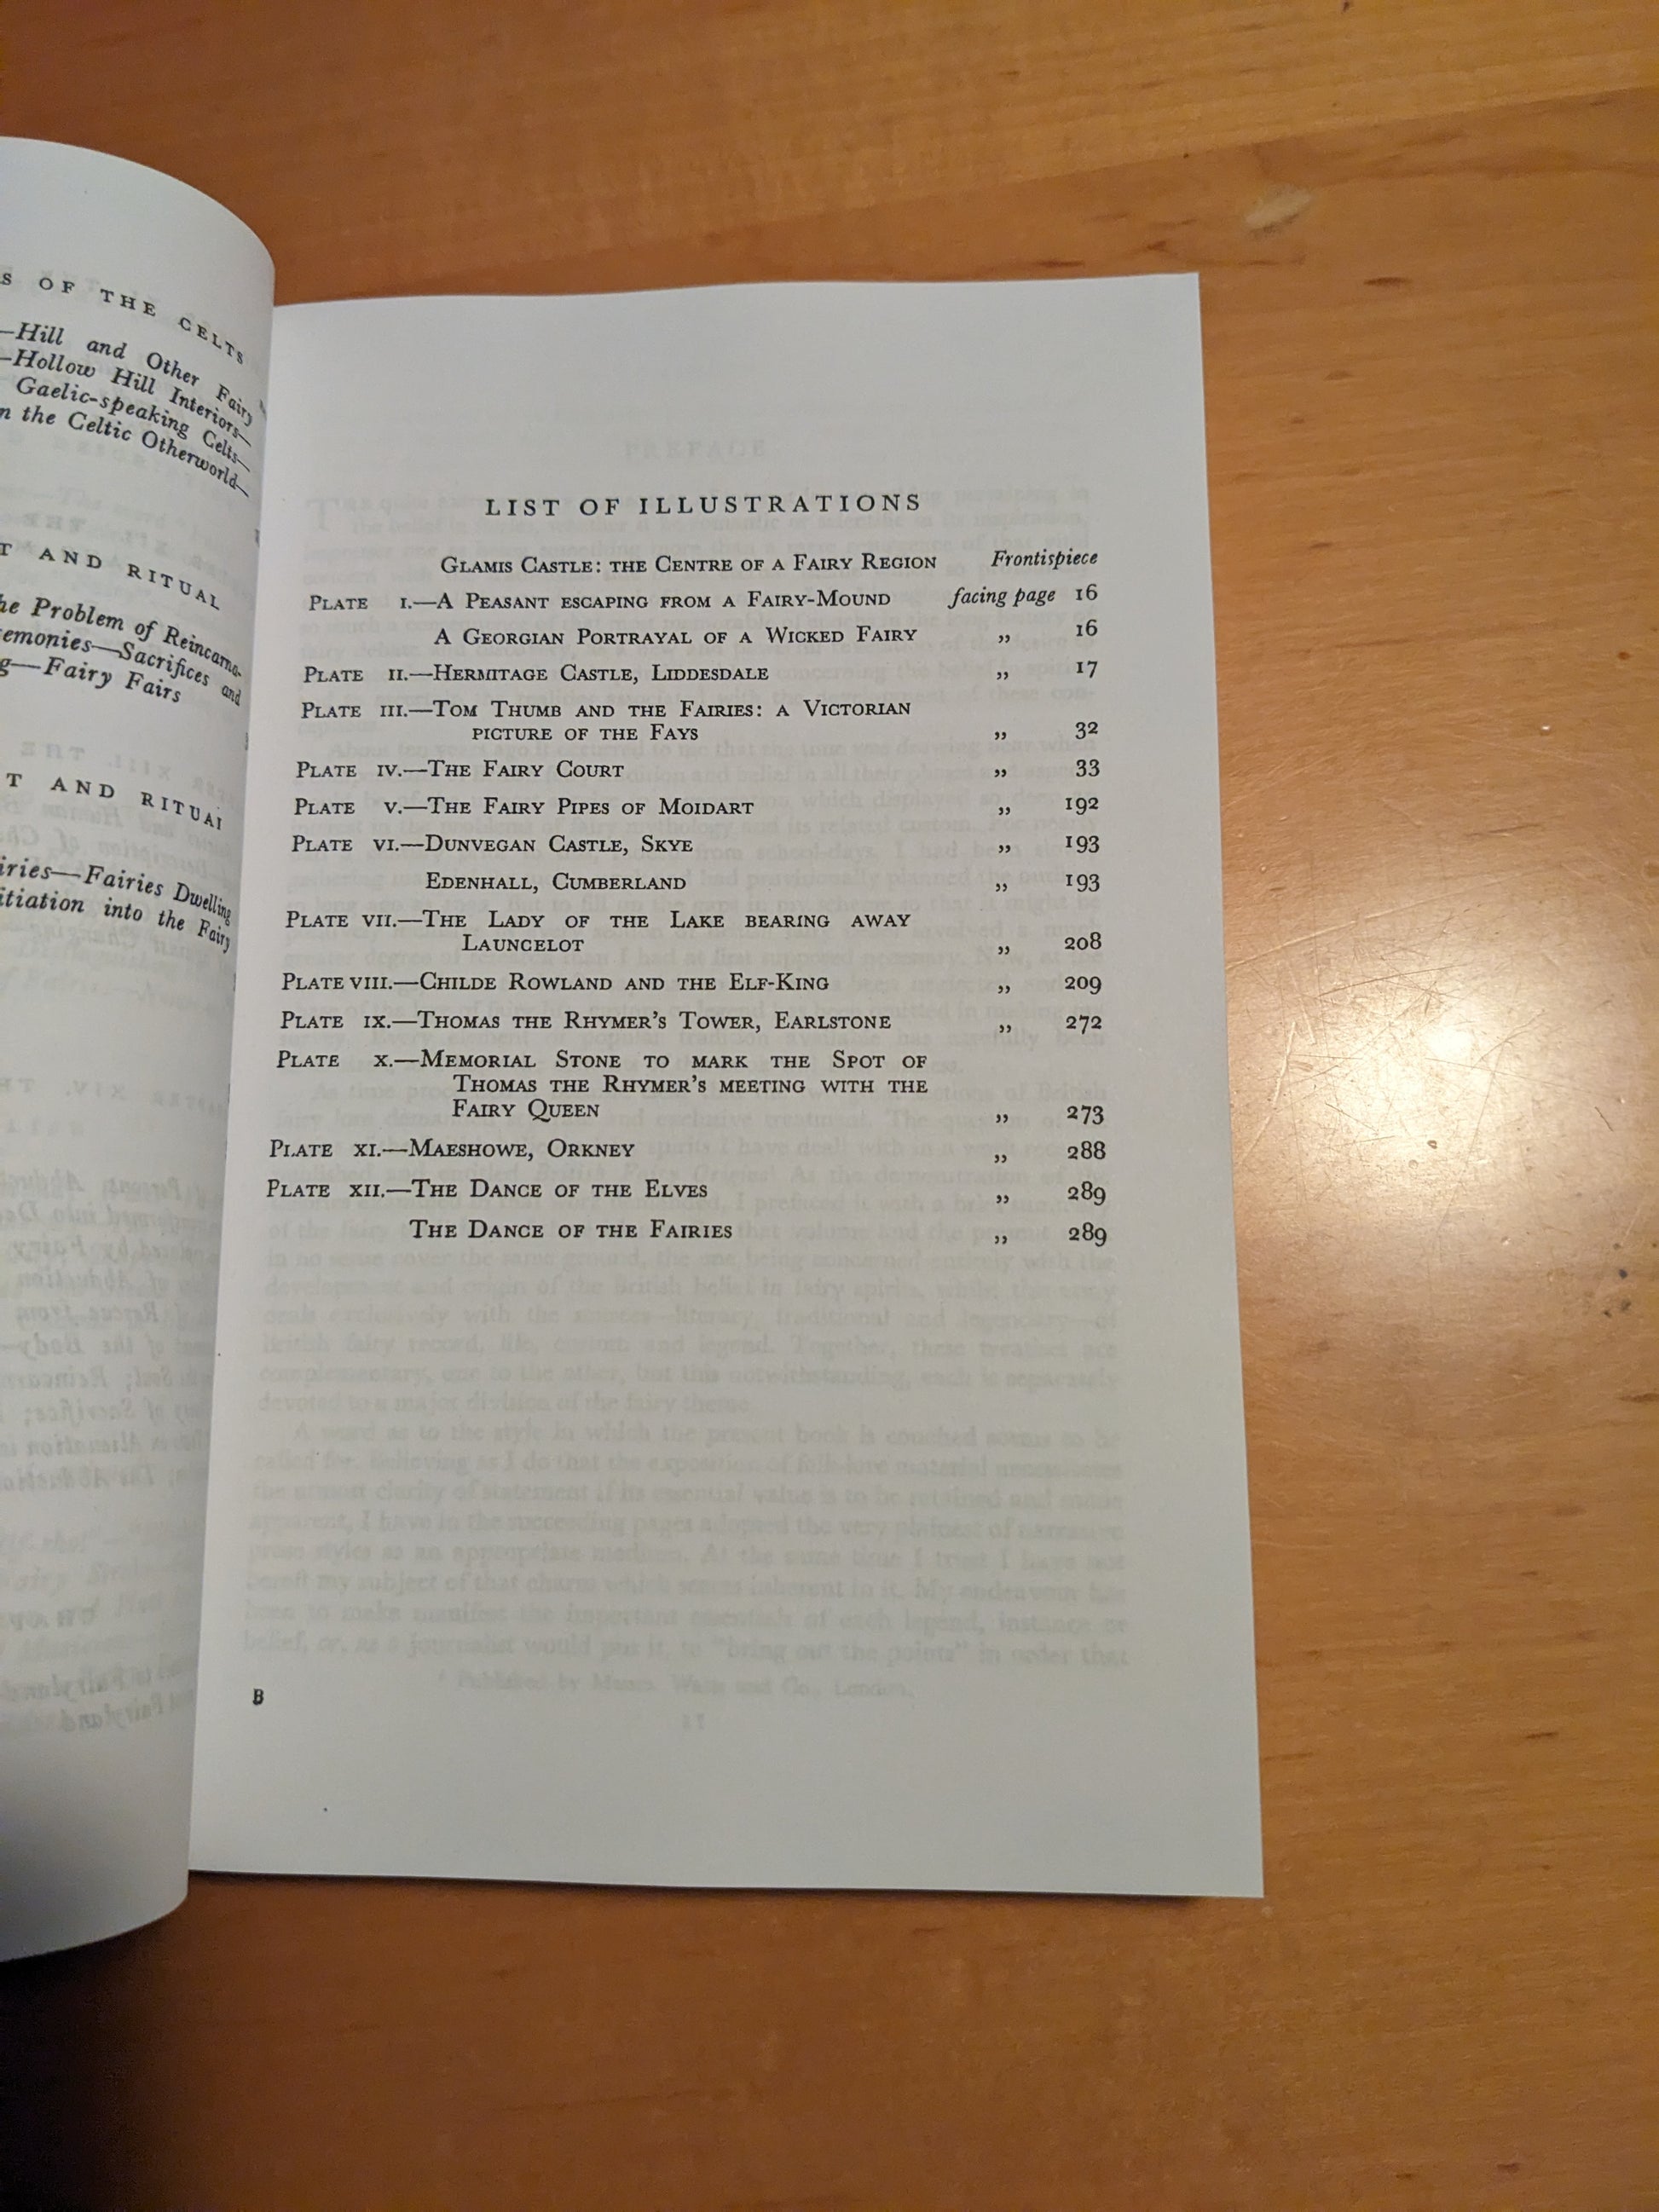 S OF THE CELTS
—Hill and Other Fairy
—Hollow Hill Interiors—
Gaelic-speaking Celts—
n the Celtic Otherworld—
T AND RITUAL
he Problem of Reincarna-
emonies—Sacrifices and
g—Fairy Fairs
T AND RITUAL
iries—Fairies Dwelling
itiation into the Fairy
LIST OF ILLUSTRATIONS
GLAMIS CASTLE: THE CENTRE OF A FAIRY REGION Frontispiece
PLATE I.—A PEASANT ESCAPING FROM A FAIRY-MOUND facing page 16
A GEORGIAN PORTRAYAL OF A WICKED FAIRY ,, 16
PLATE II.—HERMITAGE CASTLE, LIDDESDALE ,, 17
PLATE III.—TOM THUMB AND THE FAIRIES: A VICTORIAN
PICTURE OF THE FAYS ,, 32
PLATE IV.—THE FAIRY COURT ,, 33
PLATE V.—THE FAIRY PIPES OF MOIDART ,, 192
PLATE VI.—DUNVEGAN CASTLE, SKYE ,, 193
EDENHALL, CUMBERLAND ,, 193
PLATE VII.—THE LADY OF THE LAKE BEARING AWAY
LAUNCELOT ,, 208
PLATE VIII.—CHILDE ROWLAND AND THE ELF-KING ,, 209
PLATE IX.—THOMAS THE RHYMER'S TOWER, EARLSTONE ,, 272
PLATE X.—MEMORIAL STONE TO MARK THE SPOT OF
THOMAS THE RHYMER'S MEETING WITH THE
FAIRY QUEEN ,, 273
PLATE XI.—MAESHOWE, ORKNEY ,, 288
PLATE XII.—THE DANCE OF THE ELVES ,, 289
THE DANCE OF THE FAIRIES ,, 289
B